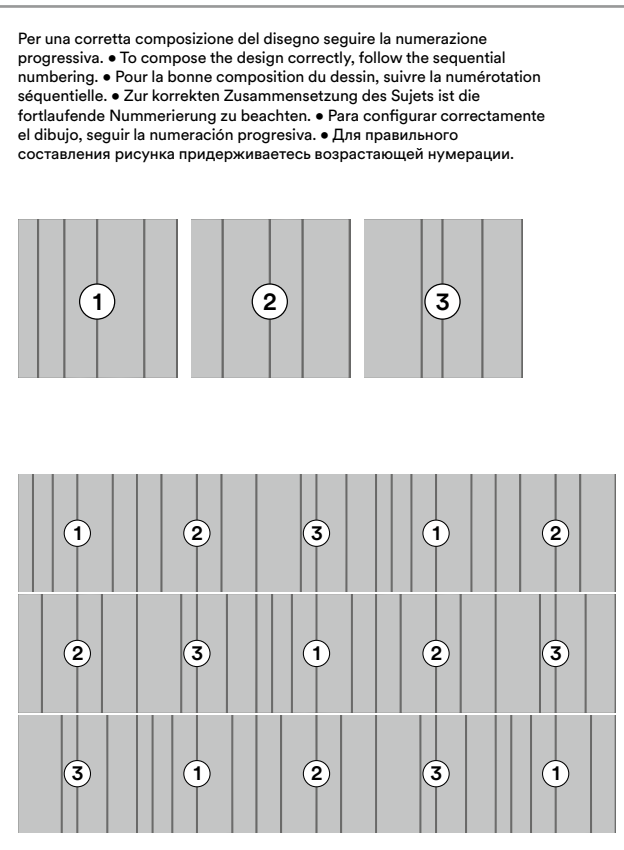 Per una corretta composizione del disegno seguire la numerazione
progressiva. • To compose the design correctly, follow the sequential
numbering. • Pour la bonne composition du dessin, suivre la numérotation
séquentielle. • Zur korrekten Zusammensetzung des Sujets ist die
fortlaufende Nummerierung zu beachten. • Para configurar correctamente
el dibujo, seguir la numeración progresiva. • Для правильного
составления рисунка придерживаетесь возрастающей нумерации.
1 2 3
1 2 3 1 2
2 3 1 2 3
3 1 2 3 1